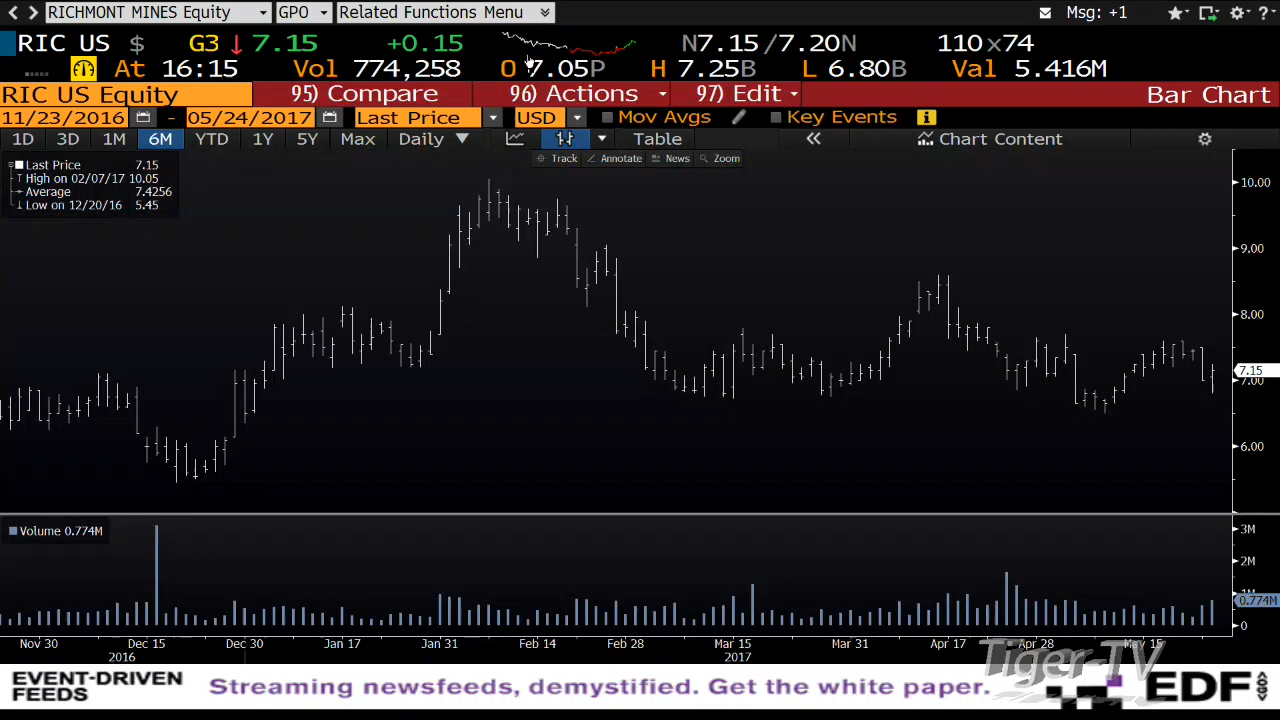 RICHMONT MINES Equity GPO Related Functions Menu Msg: +1 ?
RIC US $ G3 ↓ 7.15 +0.15 N7.15 /7.20N 110 x74
At 16:15 Vol 774,258 O 7.05P H 7.25B L 6.80B Val 5.416M
RIC US Equity 95) Compare 96) Actions 97) Edit Bar Chart
11/23/2016 - 05/24/2017 Last Price USD Mov Avgs Key Events i
1D 3D 1M 6M YTD 1Y 5Y Max Daily ▼ Table « Chart Content
Track Annotate News Zoom
Last Price 7.15
High on 02/07/17 10.05
Average 7.4256
Low on 12/20/16 5.45
10.00
9.00
8.00
7.15
7.00
6.00
Volume 0.774M
3M
2M
1M
0.774M
0
Nov 30 Dec 15 Dec 30 Jan 17 Jan 31 Feb 14 Feb 28 Mar 15 Mar 31 Apr 17 Apr 28 May 15
2016 2017
Tiger-TV
EVENT-DRIVEN
FEEDS
Streaming newsfeeds, demystified. Get the white paper.
EDF